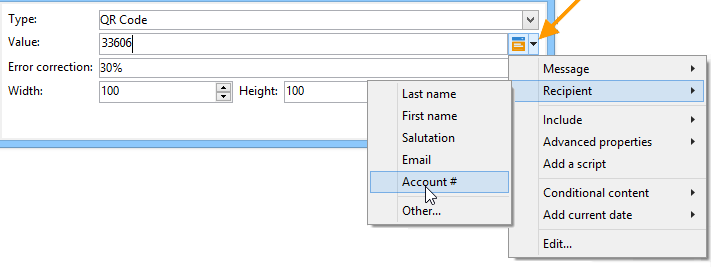 Type: QR Code
Value: 33606
Error correction: 30%
Width: 100 Height: 100
Message
Recipient
Include
Advanced properties
Add a script
Conditional content
Add current date
Edit...
Last name
First name
Salutation
Email
Account #
Other...